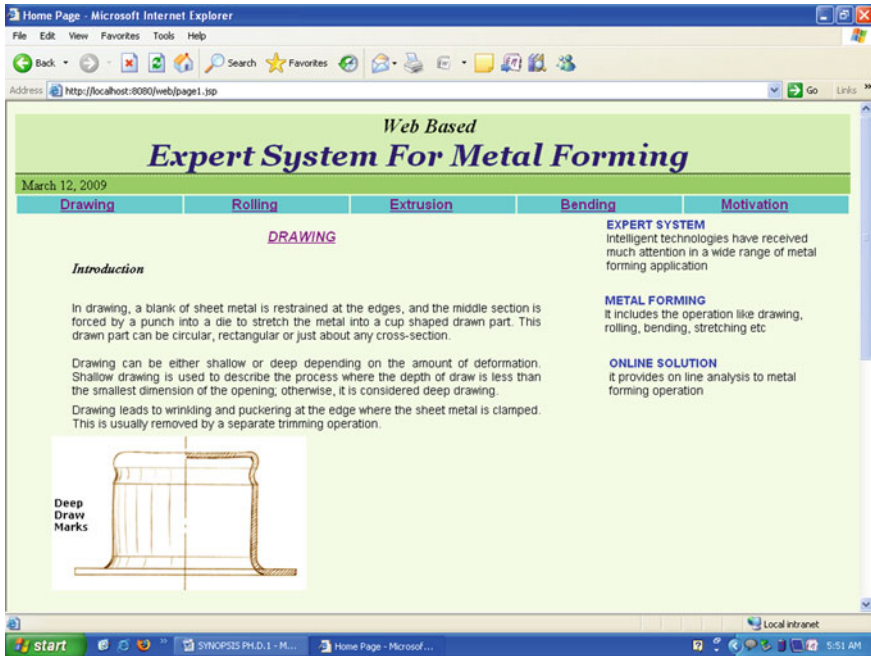 Home Page - Microsoft Internet Explorer
File Edit View Favorites Tools Help
Back Search Favorites
Address http://localhost:8080/web/page1.jsp Go Links »
Web Based
Expert System For Metal Forming
March 12, 2009
Drawing Rolling Extrusion Bending Motivation
DRAWING
Introduction
In drawing, a blank of sheet metal is restrained at the edges, and the middle section is
forced by a punch into a die to stretch the metal into a cup shaped drawn part. This
drawn part can be circular, rectangular or just about any cross-section.
Drawing can be either shallow or deep depending on the amount of deformation.
Shallow drawing is used to describe the process where the depth of draw is less than
the smallest dimension of the opening; otherwise, it is considered deep drawing.
Drawing leads to wrinkling and puckering at the edge where the sheet metal is clamped.
This is usually removed by a separate trimming operation.
Deep
Draw
Marks
EXPERT SYSTEM
Intelligent technologies have received
much attention in a wide range of metal
forming application
METAL FORMING
It includes the operation like drawing,
rolling, bending, stretching etc
ONLINE SOLUTION
it provides on line analysis to metal
forming operation
Local intranet
start » SYNOPSIS PH.D.1 - M... Home Page - Microsof... 5:51 AM